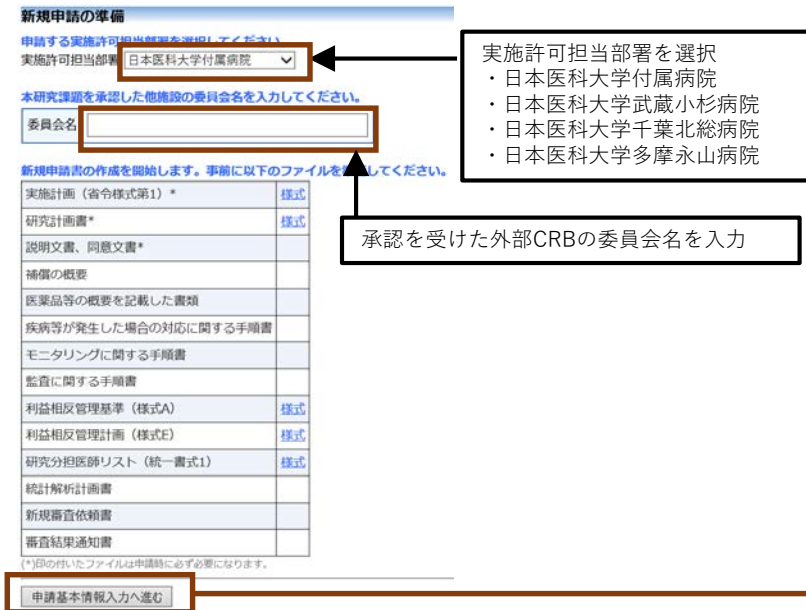 新規申請の準備
申請する実施許可担当部署を選択してください
実施許可担当部署 日本医科大学付属病院
本研究課題を承認した他施設の委員会名を入力してください。
委員会名
新規申請書の作成を開始します。事前に以下のファイルを してください。
実施計画（省令様式第1）* 様式
研究計画書* 様式
説明文書、同意文書*
補償の概要
医薬品等の概要を記載した書類
疾病等が発生した場合の対応に関する手順書
モニタリングに関する手順書
監査に関する手順書
利益相反管理基準（様式A） 様式
利益相反管理計画（様式E） 様式
研究分担医師リスト（統一書式1） 様式
統計解析計画書
新規審査依頼書
審査結果通知書
(*)印の付いたファイルは申請時に必ず必要になります。
申請基本情報入力へ進む
実施許可担当部署を選択
・日本医科大学付属病院
・日本医科大学武蔵小杉病院
・日本医科大学千葉北総病院
・日本医科大学多摩永山病院
承認を受けた外部CRBの委員会名を入力